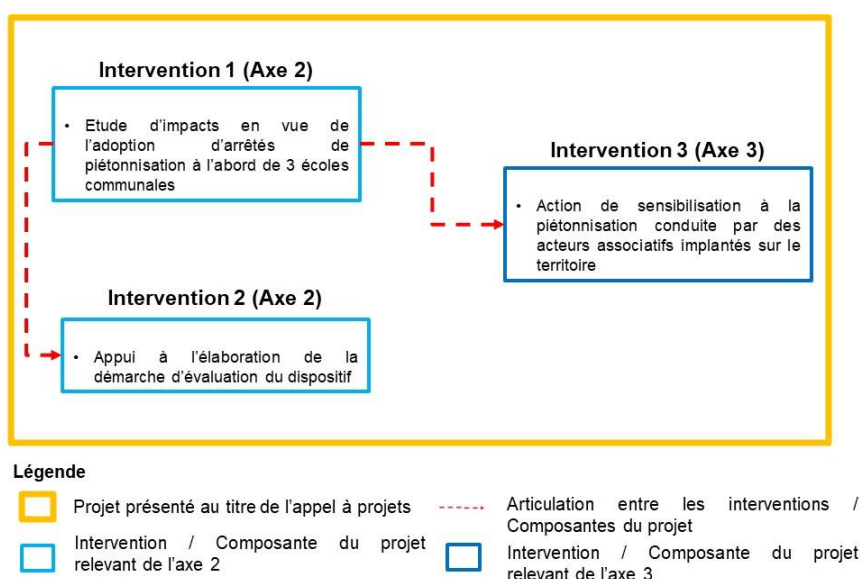 Intervention 1 (Axe 2)
• Etude d'impacts en vue de
l'adoption d'arrêtés de
piétonnisation à l'abord de 3 écoles
communales
Intervention 3 (Axe 3)
• Action de sensibilisation à la
piétonnisation conduite par des
acteurs associatifs implantés sur le
territoire
Intervention 2 (Axe 2)
• Appui à l'élaboration de la
démarche d'évaluation du dispositif
Légende
Projet présenté au titre de l'appel à projets
Articulation entre les interventions /
Composantes du projet
Intervention / Composante du projet
relevant de l'axe 2
Intervention / Composante du projet
relevant de l'axe 3